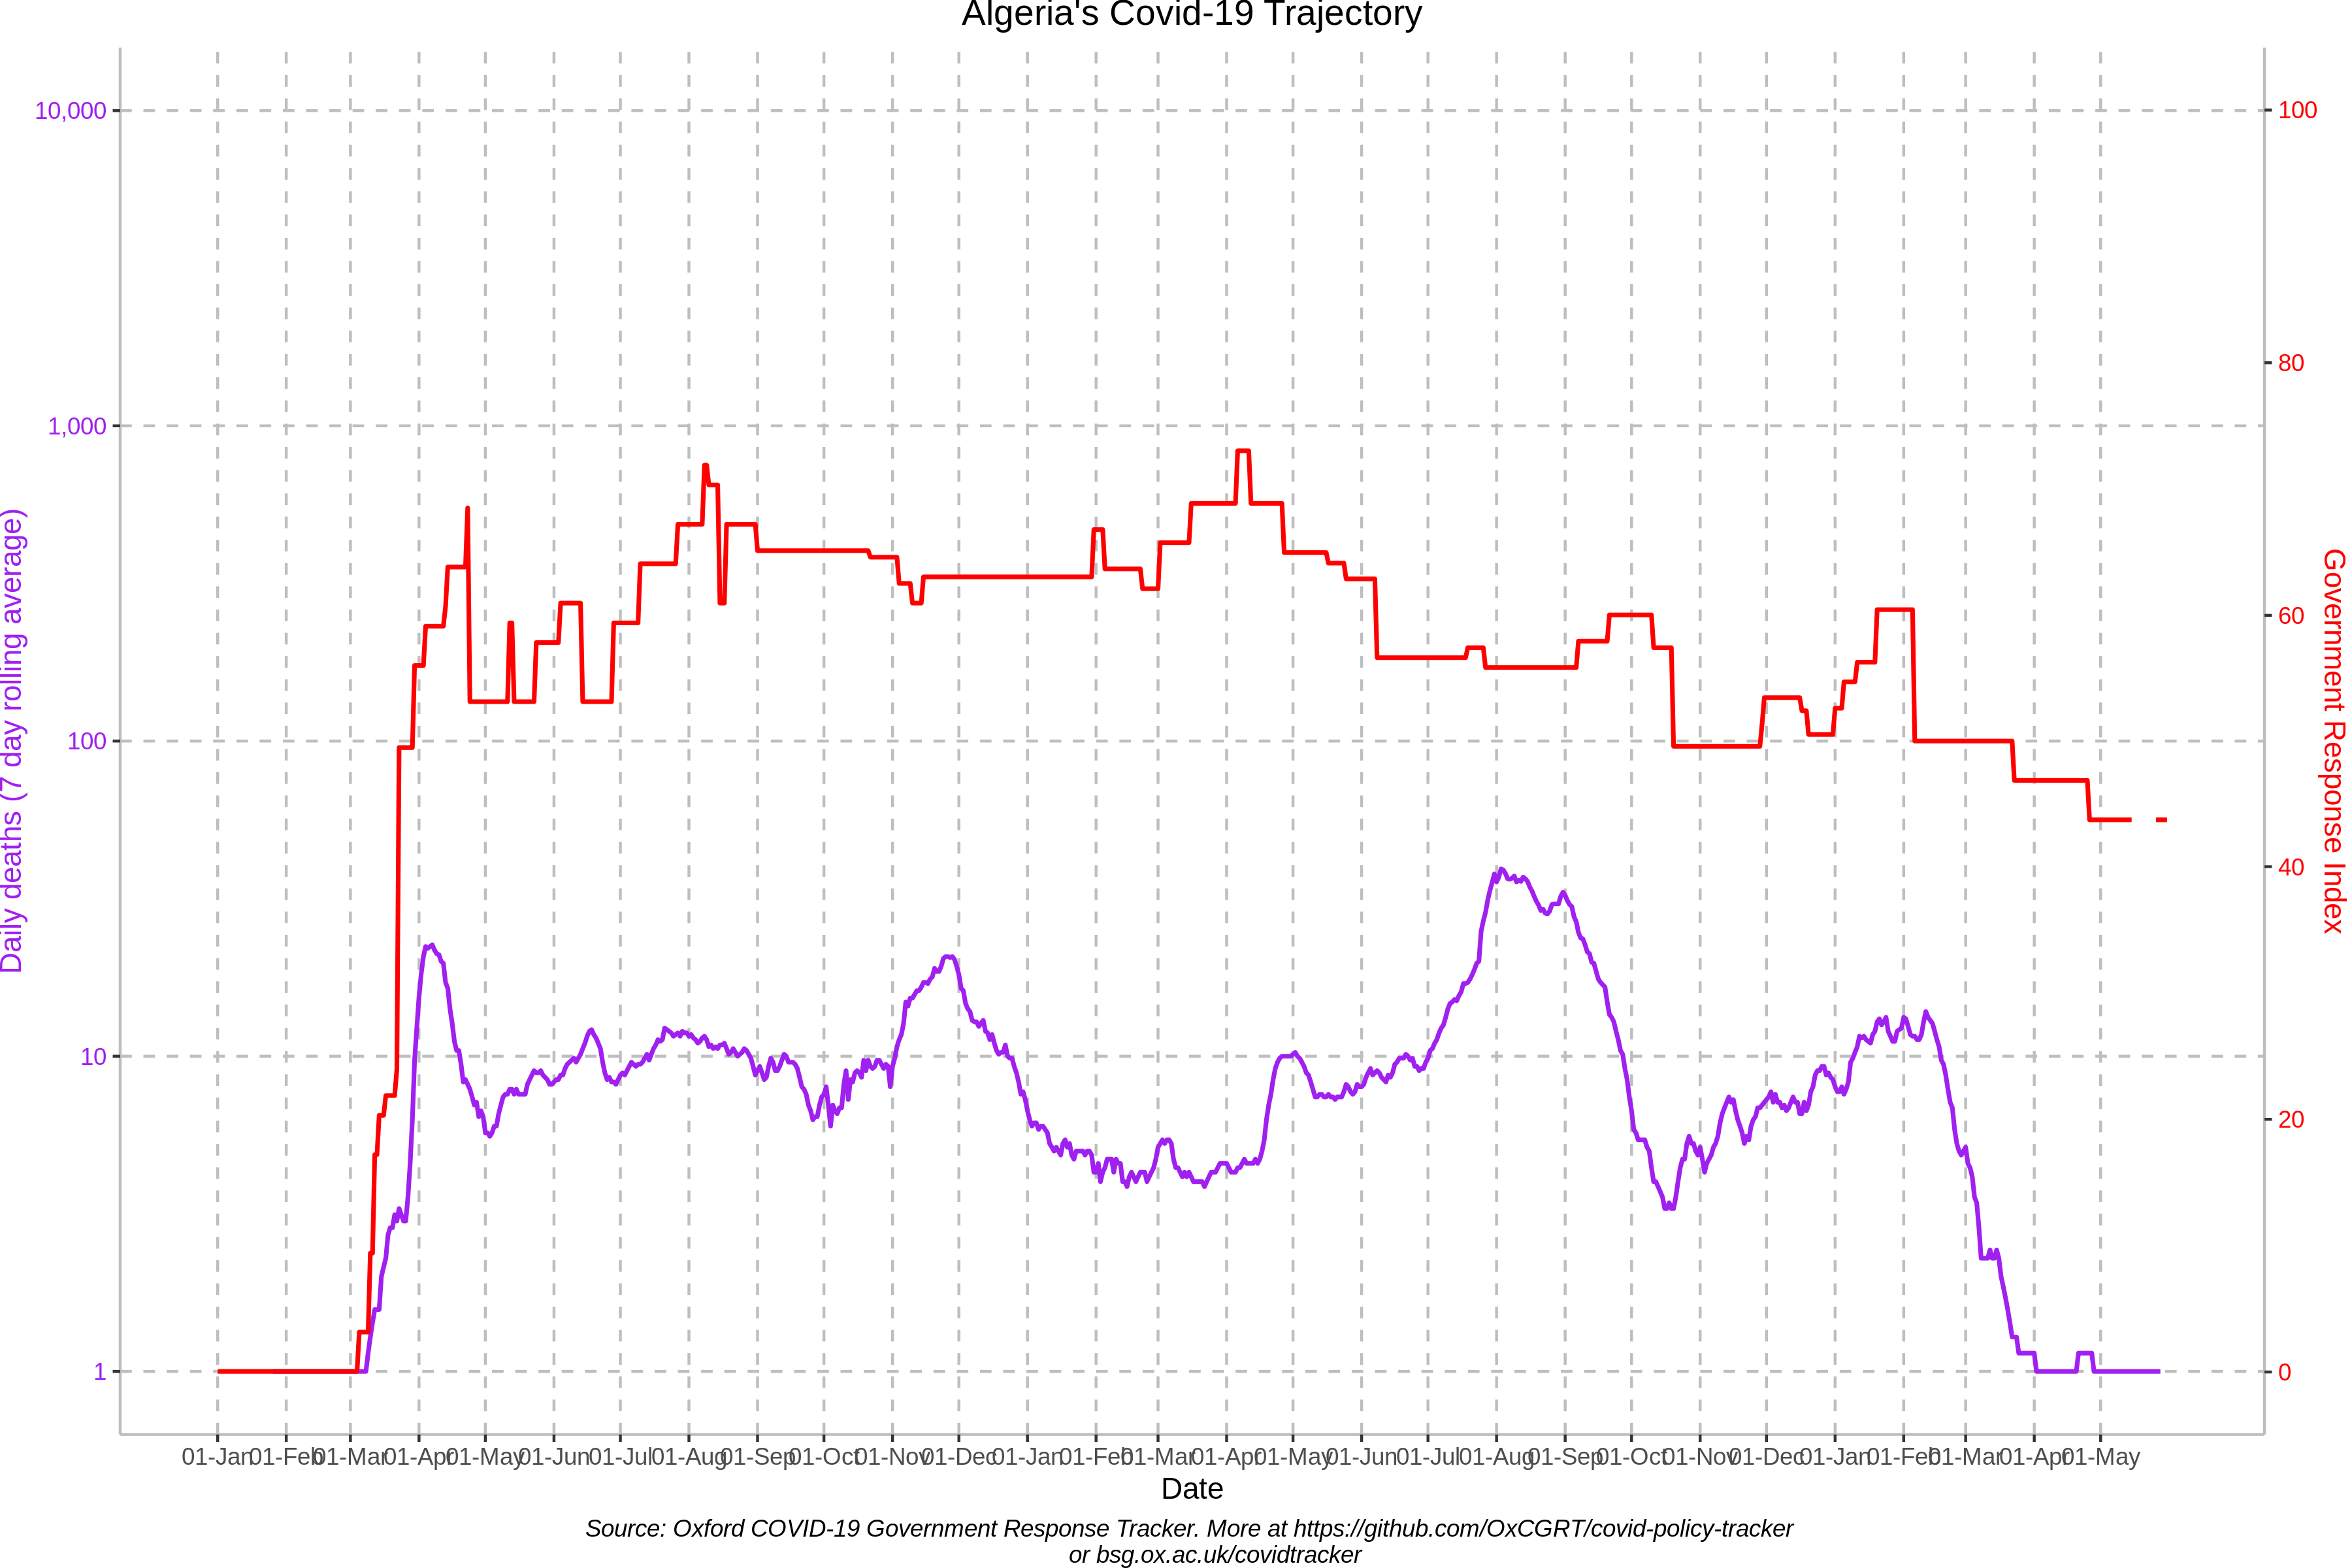 Algeria's Covid-19 Trajectory
10,000
1,000
100
10
1
Daily deaths (7 day rolling average)
100
80
60
40
20
0
Government Response Index
01-Jan 01-Feb 01-Mar 01-Apr 01-May 01-Jun 01-Jul 01-Aug 01-Sep 01-Oct 01-Nov 01-Dec 01-Jan 01-Feb 01-Mar 01-Apr 01-May 01-Jun 01-Jul 01-Aug 01-Sep 01-Oct 01-Nov 01-Dec 01-Jan 01-Feb 01-Mar 01-Apr 01-May
Date
Source: Oxford COVID-19 Government Response Tracker. More at https://github.com/OxCGRT/covid-policy-tracker
or bsg.ox.ac.uk/covidtracker